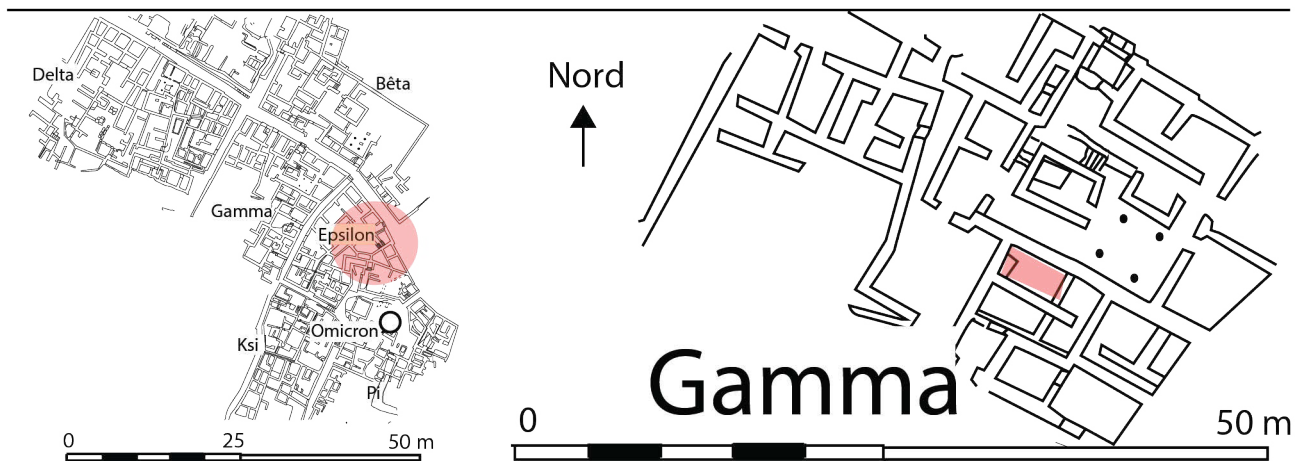 Delta
Bêta
Gamma
Epsilon
Omicron
Ksi
Pi
0 25 50 m
Nord
Gamma
0 50 m